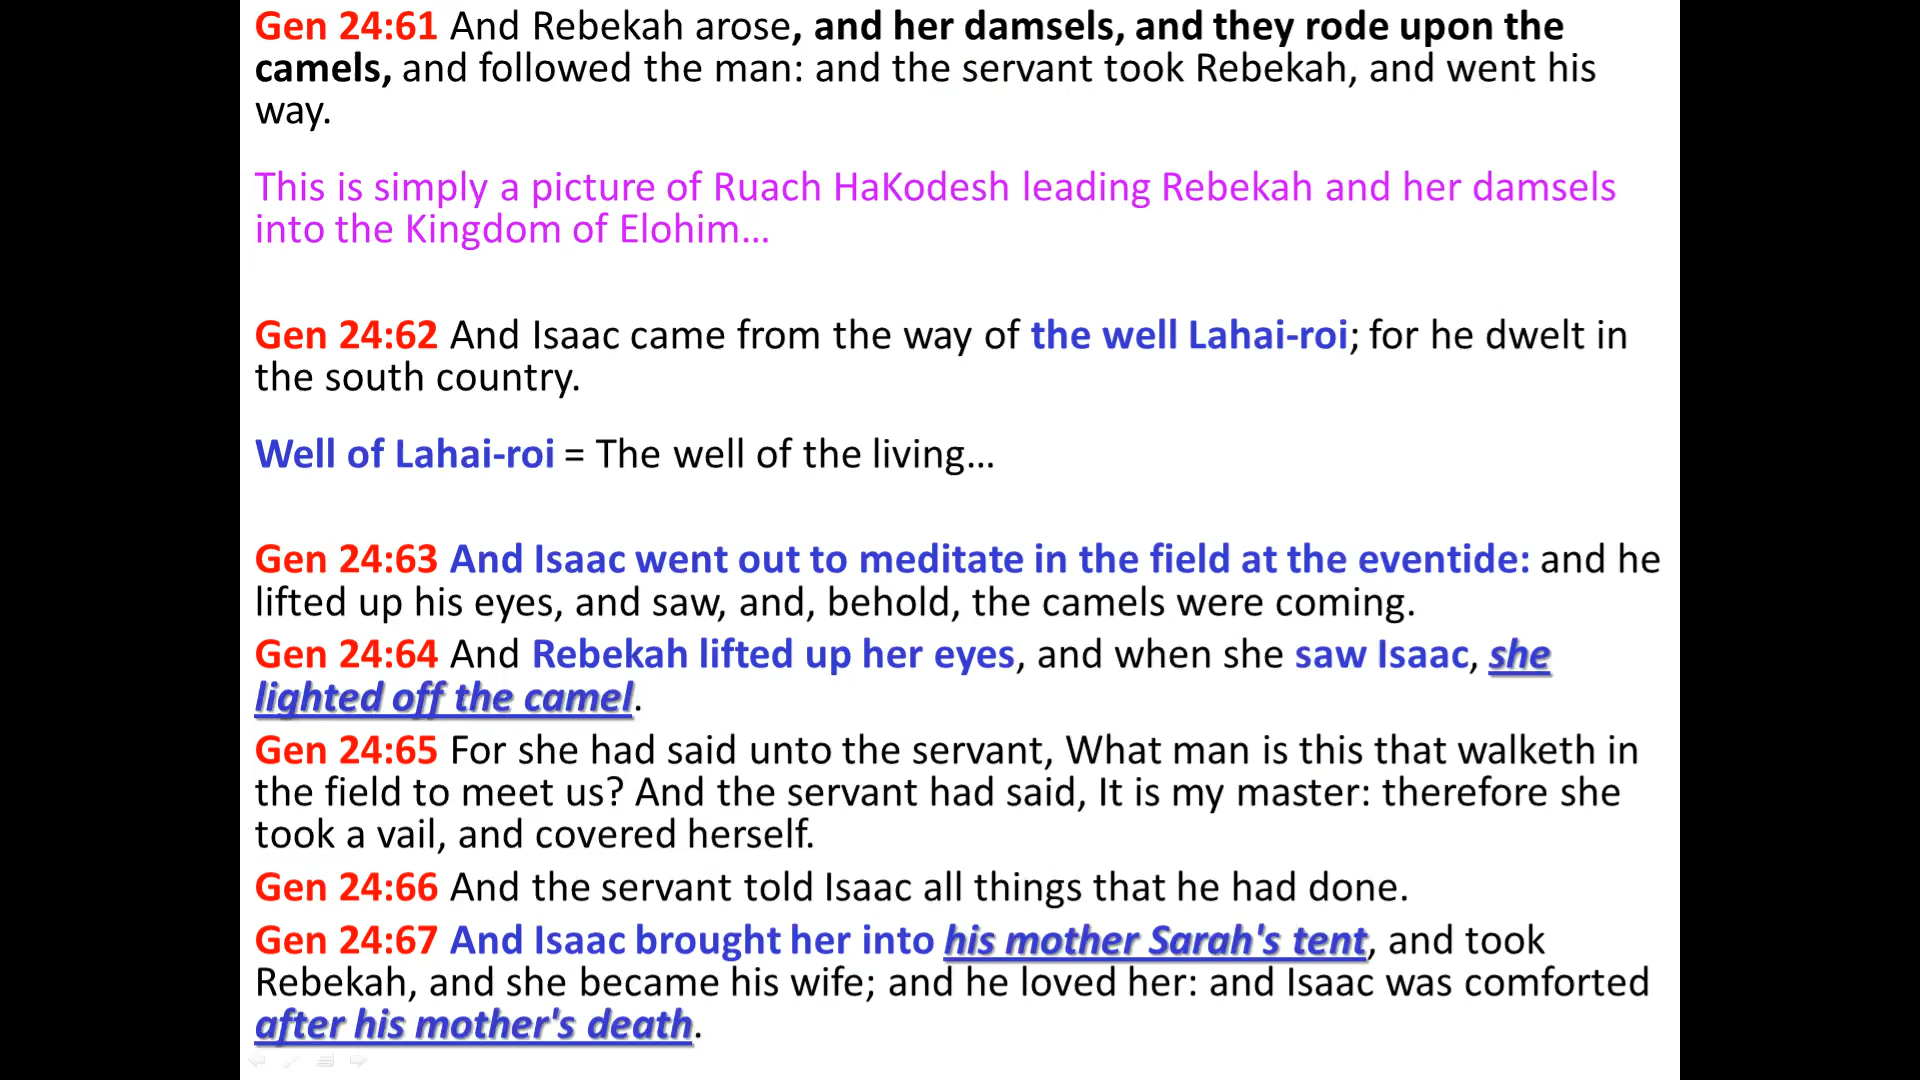 Gen 24:61 And Rebekah arose, and her damsels, and they rode upon the
camels, and followed the man: and the servant took Rebekah, and went his
way.
This is simply a picture of Ruach HaKodesh leading Rebekah and her damsels
into the Kingdom of Elohim...
Gen 24:62 And Isaac came from the way of the well Lahai-roi; for he dwelt in
the south country.
Well of Lahai-roi = The well of the living...
Gen 24:63 And Isaac went out to meditate in the field at the eventide: and he
lifted up his eyes, and saw, and, behold, the camels were coming.
Gen 24:64 And Rebekah lifted up her eyes, and when she saw Isaac, she
lighted off the camel.
Gen 24:65 For she had said unto the servant, What man is this that walketh in
the field to meet us? And the servant had said, It is my master: therefore she
took a vail, and covered herself.
Gen 24:66 And the servant told Isaac all things that he had done.
Gen 24:67 And Isaac brought her into his mother Sarah's tent, and took
Rebekah, and she became his wife; and he loved her: and Isaac was comforted
after his mother's death.